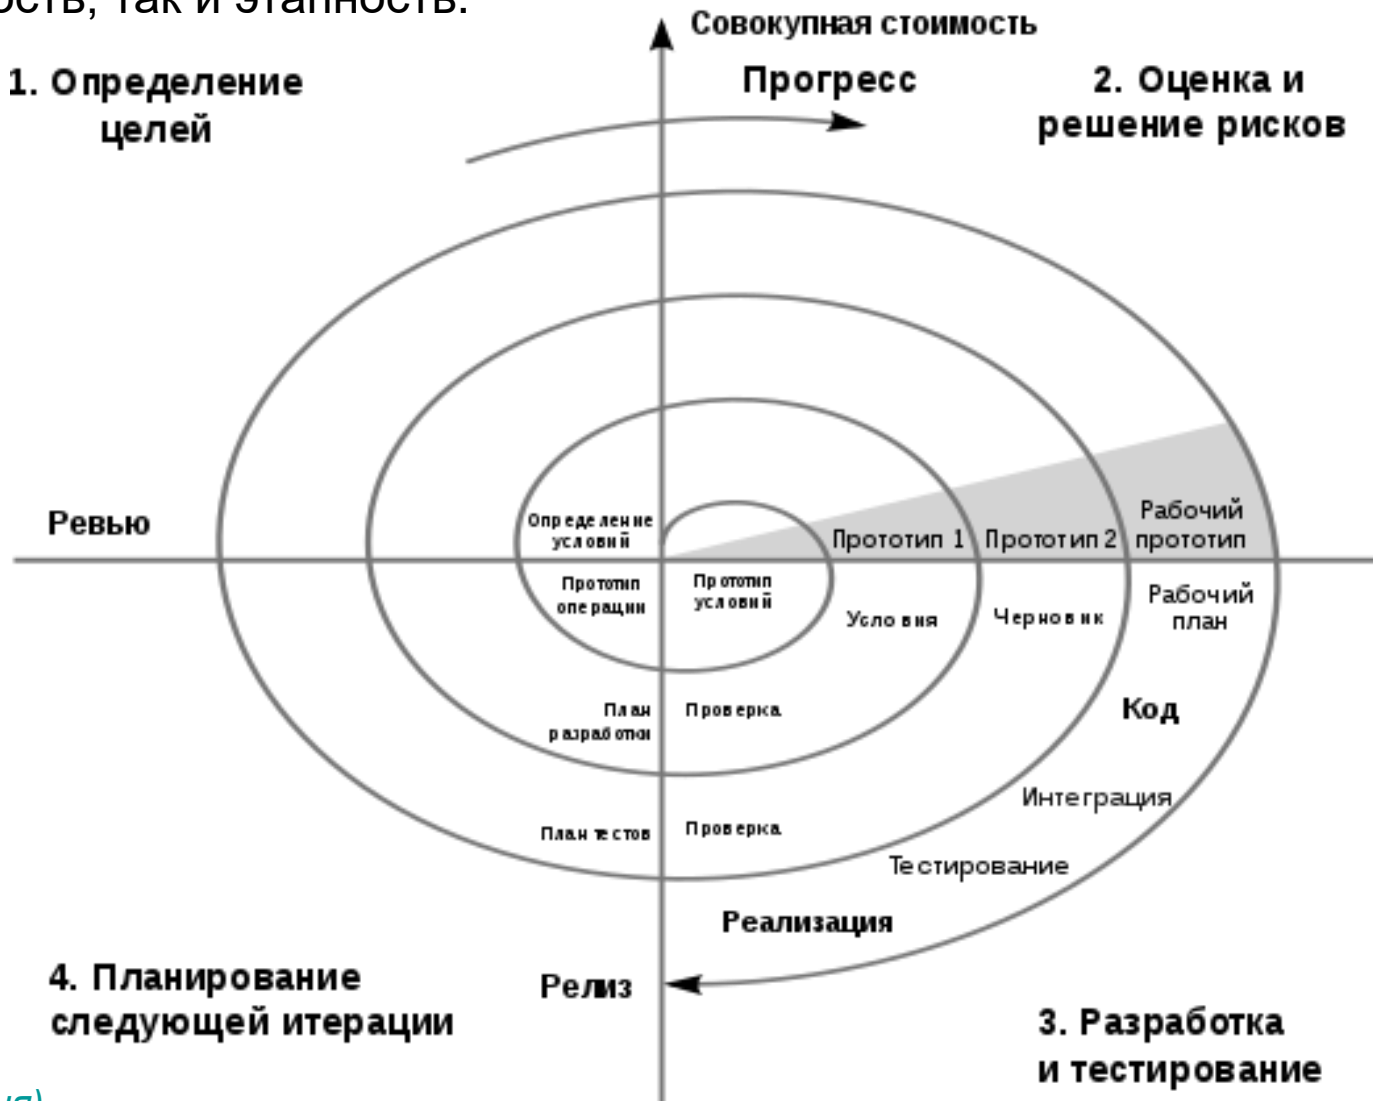 так и этапность.
Совокупная стоимость
1. Определение
целей
Прогресс
2. Оценка и
решение рисков
Ревью
Определение
условий
Прототип 1
Прототип 2
Рабочий
прототип
Прототип
операции
Прототип
условий
Условия
Черновик
Рабочий
план
План
разработки
Проверка
Код
Интеграция
План тестов
Проверка
Тестирование
Реализация
4. Планирование
следующей итерации
Релиз
3. Разработка
и тестирование